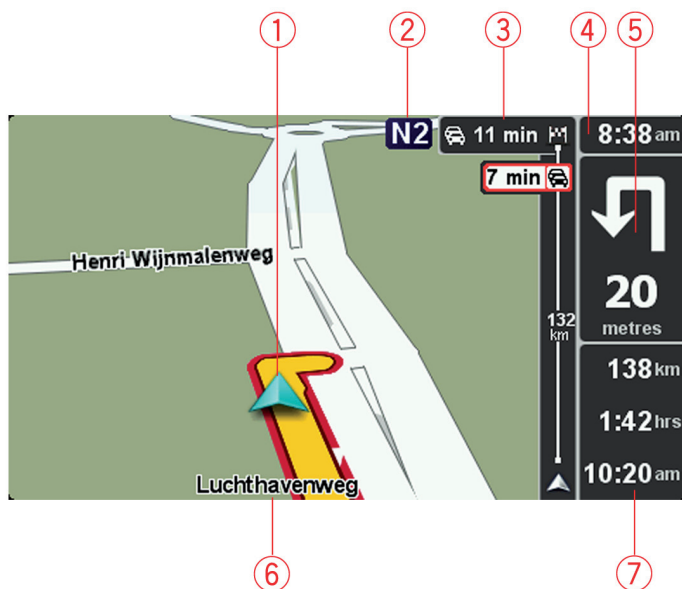 1 2 3 4 5
N2 11 min 8:38 am
7 min
Henri Wijnmalenweg
20
metres
132
km
138 km
1:42 hrs
Luchthavenweg
10:20 am
6 7